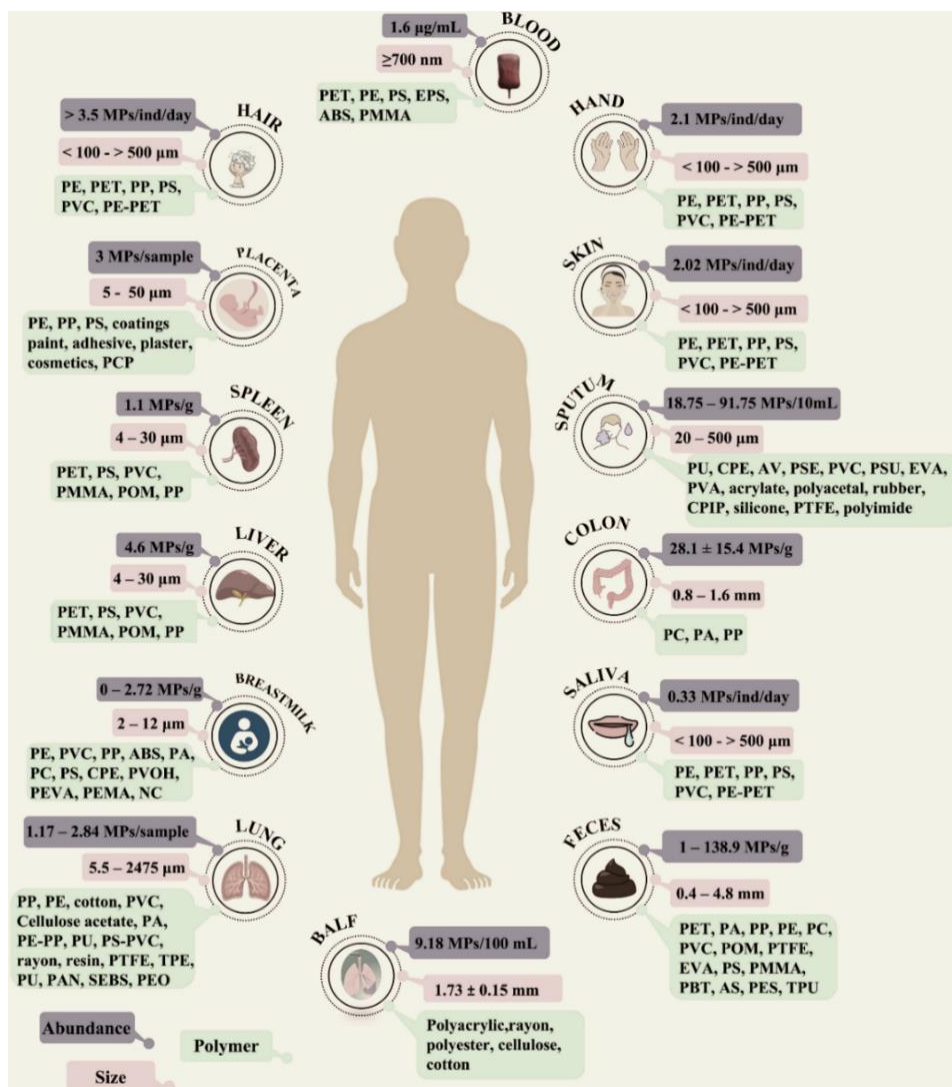 BLOOD
1.6 µg/mL
≥700 nm
PET, PE, PS, EPS,
ABS, PMMA
HAIR
> 3.5 MPs/ind/day
< 100 - > 500 µm
PE, PET, PP, PS,
PVC, PE-PET
HAND
2.1 MPs/ind/day
< 100 - > 500 µm
PE, PET, PP, PS,
PVC, PE-PET
PLACENTA
3 MPs/sample
5 - 50 µm
PE, PP, PS, coatings
paint, adhesive, plaster,
cosmetics, PCP
SKIN
2.02 MPs/ind/day
< 100 - > 500 µm
PE, PET, PP, PS,
PVC, PE-PET
SPLEEN
1.1 MPs/g
4 – 30 µm
PET, PS, PVC,
PMMA, POM, PP
SPUTUM
18.75 – 91.75 MPs/10mL
20 – 500 µm
PU, CPE, AV, PSE, PVC, PSU, EVA,
PVA, acrylate, polyacetal, rubber,
CPIP, silicone, PTFE, polyimide
LIVER
4.6 MPs/g
4 – 30 µm
PET, PS, PVC,
PMMA, POM, PP
COLON
28.1 ± 15.4 MPs/g
0.8 – 1.6 mm
PC, PA, PP
BREASTMILK
0 – 2.72 MPs/g
2 – 12 µm
PE, PVC, PP, ABS, PA,
PC, PS, CPE, PVOH,
PEVA, PEMA, NC
SALIVA
0.33 MPs/ind/day
< 100 - > 500 µm
PE, PET, PP, PS,
PVC, PE-PET
LUNG
1.17 – 2.84 MPs/sample
5.5 – 2475 µm
PP, PE, cotton, PVC,
Cellulose acetate, PA,
PE-PP, PU, PS-PVC,
rayon, resin, PTFE, TPE,
PU, PAN, SEBS, PEO
FECES
1 – 138.9 MPs/g
0.4 – 4.8 mm
PET, PA, PP, PE, PC,
PVC, POM, PTFE,
EVA, PS, PMMA,
PBT, AS, PES, TPU
BALF
9.18 MPs/100 mL
1.73 ± 0.15 mm
Polyacrylic,rayon,
polyester, cellulose,
cotton
Abundance
Polymer
Size